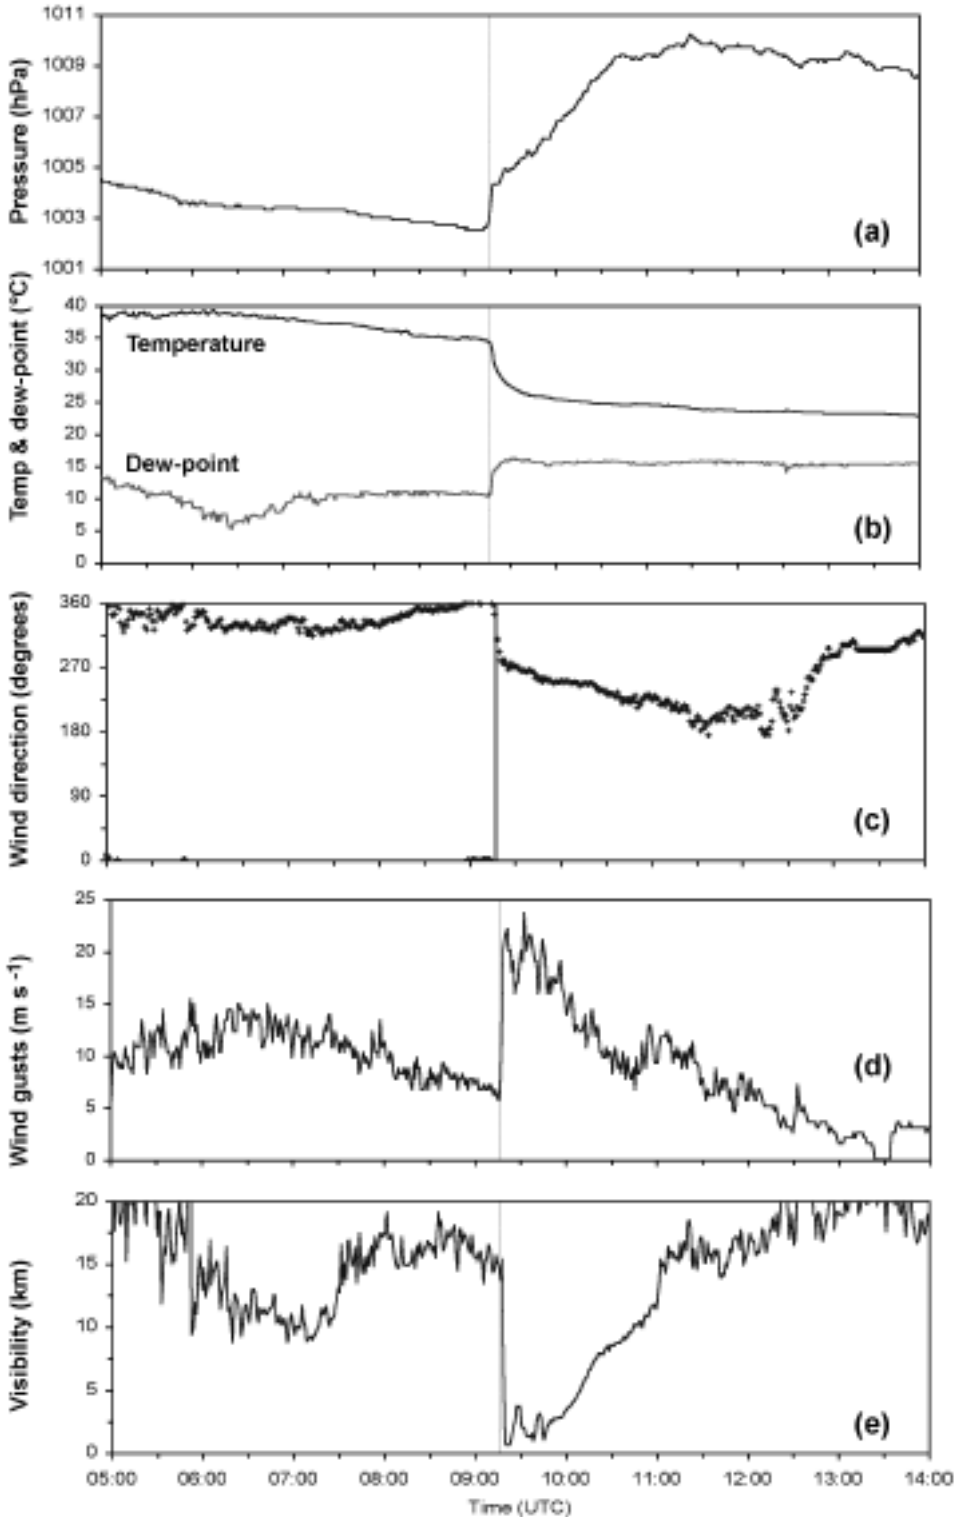 Pressure (hPa)
1011
1009
1007
1005
1003
1001
(a)
Temp & dew-point (°C)
40
35
30
25
20
15
10
5
0
Temperature
Dew-point
(b)
Wind direction (degrees)
360
270
180
90
0
(c)
Wind gusts (m s -1)
25
20
15
10
5
0
(d)
Visibility (km)
20
15
10
5
0
(e)
05:00 06:00 07:00 08:00 09:00 10:00 11:00 12:00 13:00 14:00
Time (UTC)